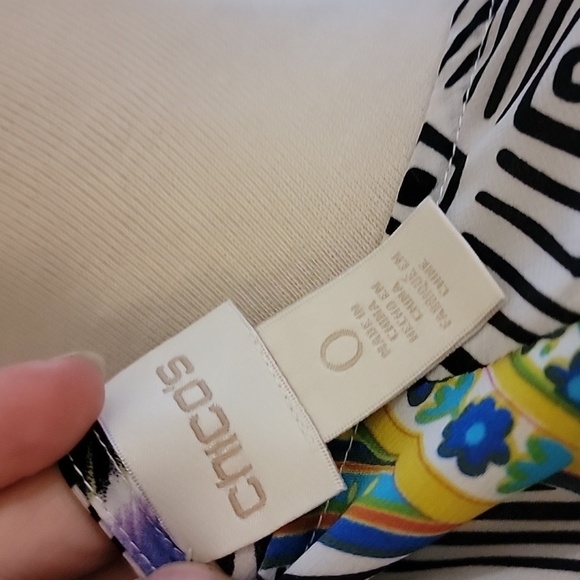 chico's
0
MADE IN
CHINA
HECHO EN
CHINA
FABRIQUÉ EN
CHINE